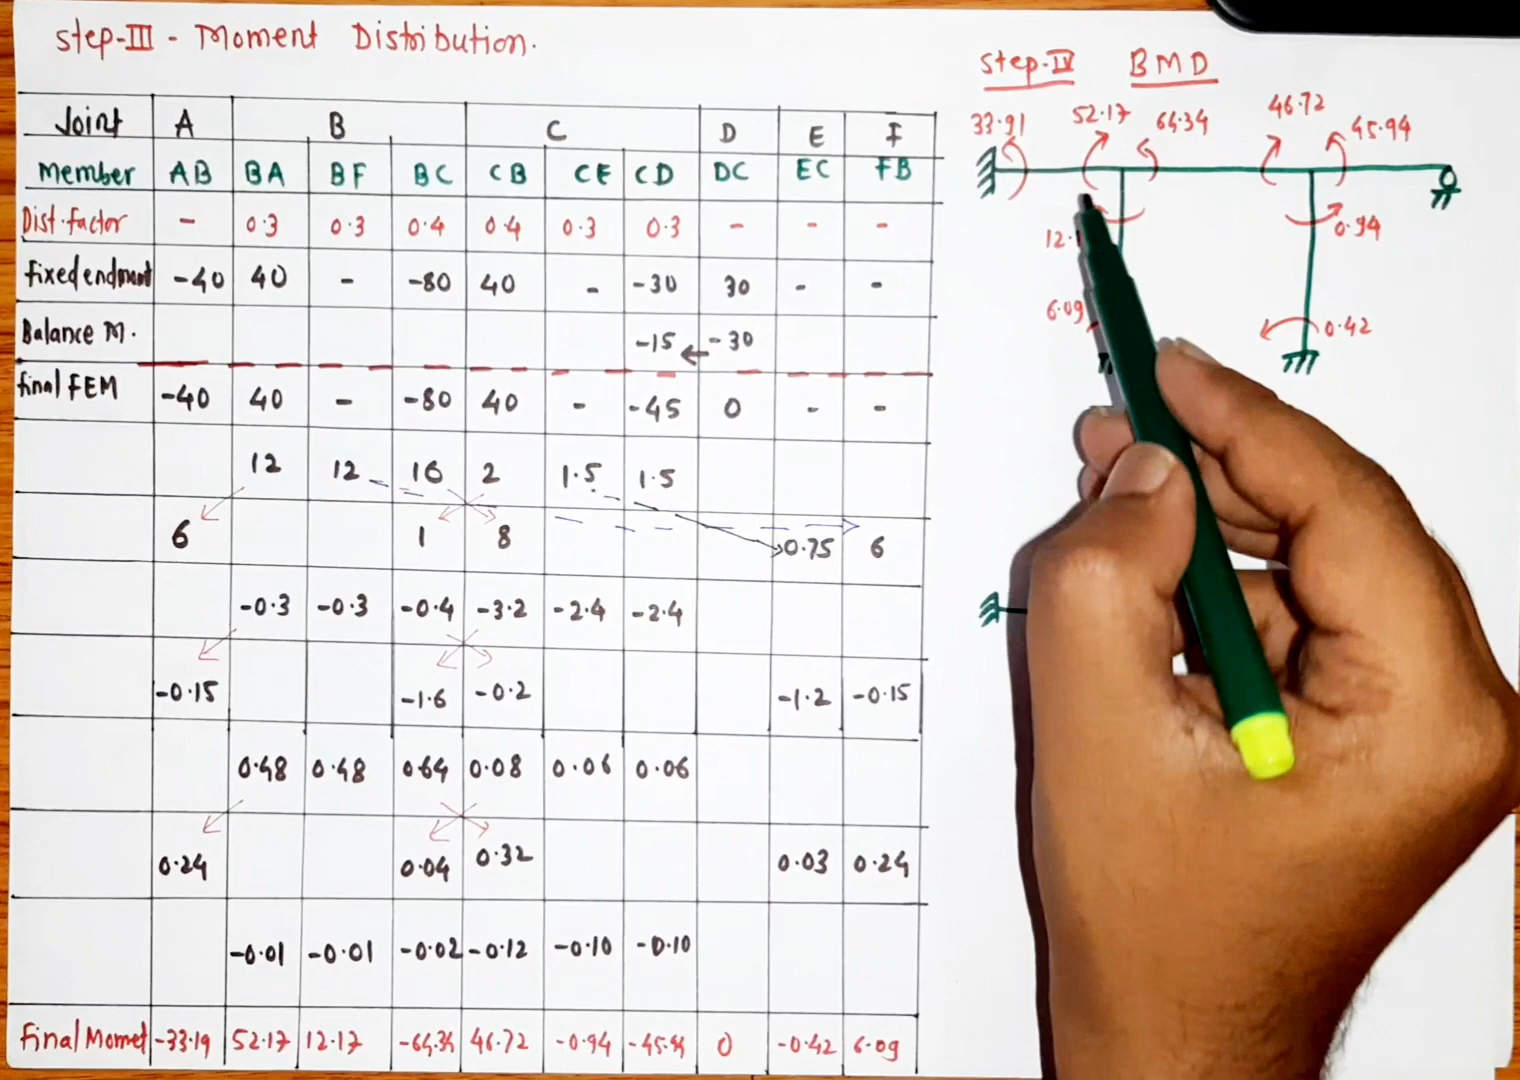 Step-III - Moment Distribution.
Joint A B C D E F
Member AB BA BF BC CB CE CD DC EC FB
Dist. factor - 0.3 0.3 0.4 0.4 0.3 0.3 - - -
fixed end moment -40 40 - -80 40 - -30 30 - -
Balance M. -15 -30
final FEM -40 40 - -80 40 - -45 0 - -
12 12 16 2 1.5 1.5
6 1 8 0.75 6
-0.3 -0.3 -0.4 -3.2 -2.4 -2.4
-0.15 -1.6 -0.2 -1.2 -0.15
0.48 0.48 0.64 0.08 0.06 0.06
0.24 0.04 0.32 0.03 0.24
-0.01 -0.01 -0.02 -0.12 -0.10 -0.10
Final Momet -33.19 52.17 12.17 -64.34 46.72 -0.94 -45.94 0 -0.42 6.09
Step-IV BMD
33.91 52.17 64.34 46.72 45.94
0.94
6.09 0.42